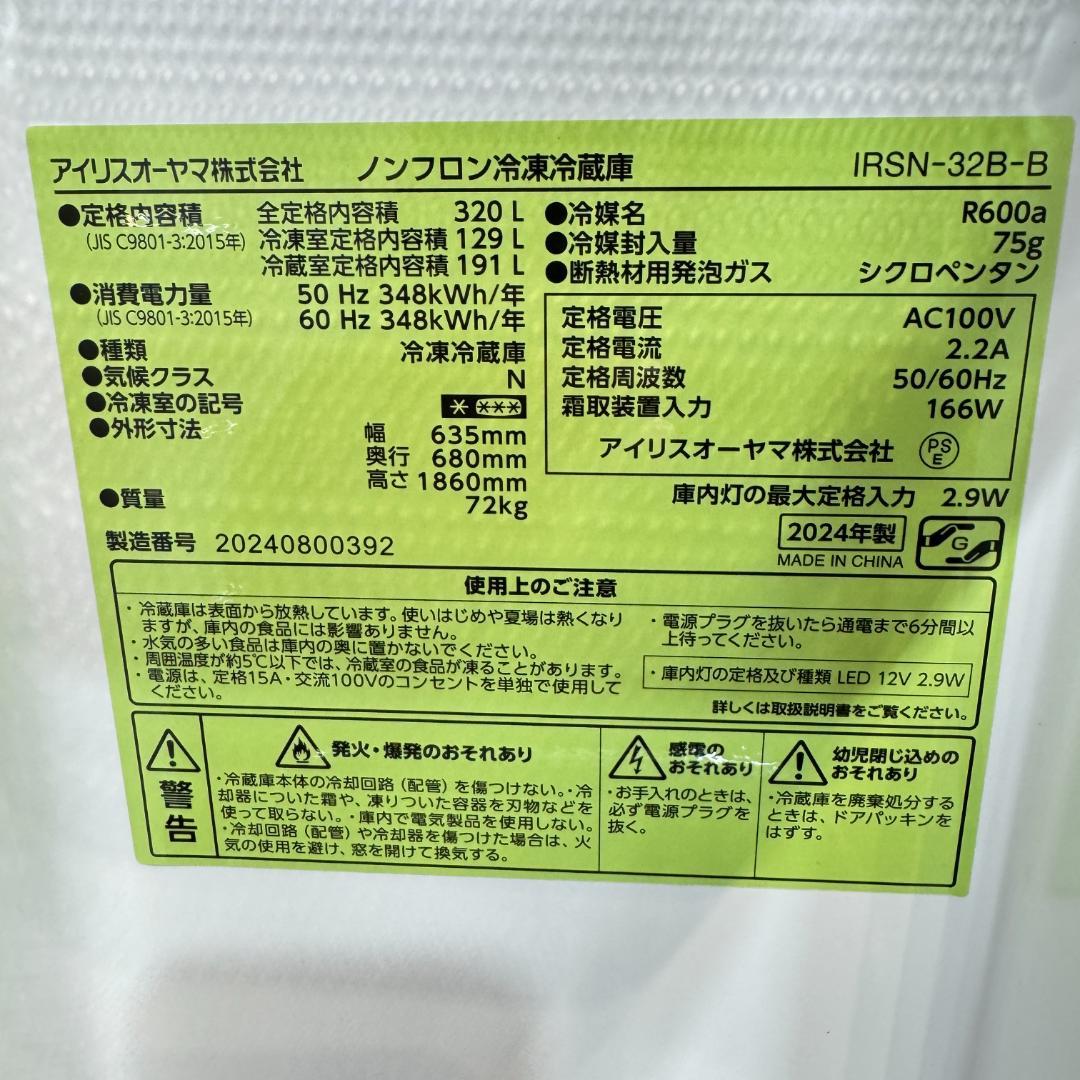 アイリスオーヤマ株式会社 ノンフロン冷凍冷蔵庫 IRSN-32B-B
●定格内容積 全定格内容積 320 L
(JIS C9801-3:2015年) 冷凍室定格内容積 129 L
冷蔵室定格内容積 191 L
●消費電力量 50 Hz 348kWh/年
(JIS C9801-3:2015年) 60 Hz 348kWh/年
●種類 冷凍冷蔵庫
●気候クラス N
●冷凍室の記号
●外形寸法 幅 635mm
奥行 680mm
高さ 1860mm
●質量 72kg
製造番号 20240800392
●冷媒名 R600a
●冷媒封入量 75g
●断熱材用発泡ガス シクロペンタン
定格電圧 AC100V
定格電流 2.2A
定格周波数 50/60Hz
霜取装置入力 166W
アイリスオーヤマ株式会社 PSE
庫内灯の最大定格入力 2.9W
2024年製
MADE IN CHINA G
使用上のご注意
・冷蔵庫は表面から放熱しています。使いはじめや夏場は熱くなり
ますが、庫内の食品には影響ありません。
・水気の多い食品は庫内の奥に置かないでください。
・周囲温度が約5℃以下では、冷蔵室の食品が凍ることがあります。
・電源は、定格15A・交流100Vのコンセントを単独で使用して
ください。
・電源プラグを抜いたら通電まで6分間以
上待ってください。
・庫内灯の定格及び種類 LED 12V 2.9W
詳しくは取扱説明書をご覧ください。
警告
発火・爆発のおそれあり
・冷蔵庫本体の冷却回路（配管）を傷つけない。・冷
却器についた霜や、凍りついた容器を刃物などを
使って取らない。・庫内で電気製品を使用しない。
・冷却回路（配管）や冷却器を傷つけた場合は、火
気の使用を避け、窓を開けて換気する。
感電の
おそれあり
・お手入れのときは、
必ず電源プラグを
抜く。
幼児閉じ込めの
おそれあり
・冷蔵庫を廃棄処分する
ときは、ドアパッキンを
はずす。